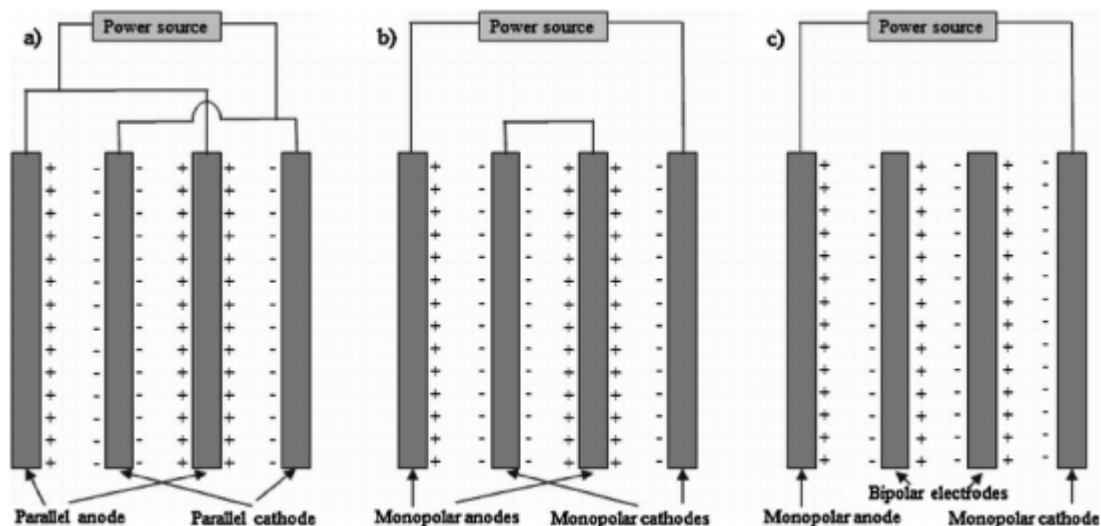 a)
Power source
b)
Power source
c)
Power source
Parallel anode
Parallel cathode
Monopolar anodes
Monopolar cathodes
Bipolar electrodes
Monopolar anode
Monopolar cathode